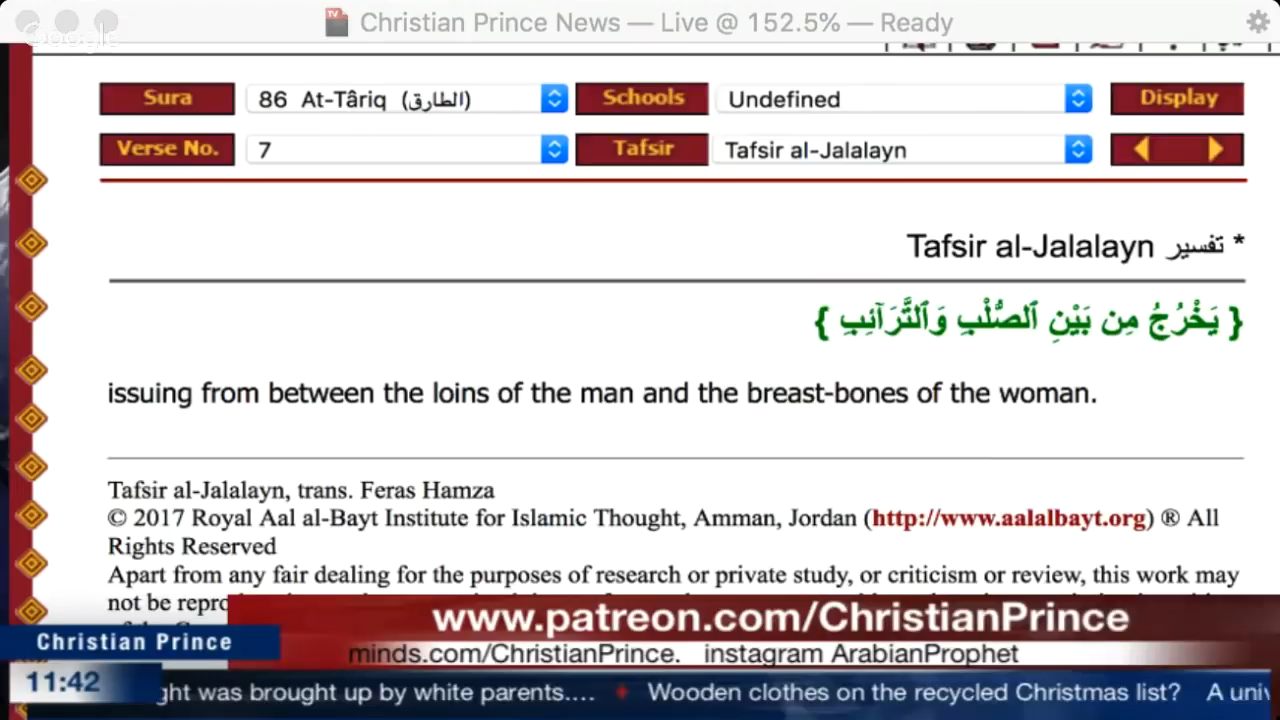 Google
Christian Prince News — Live @ 152.5% — Ready
Sura 86 At-Târiq (الطارق) Schools Undefined Display
Verse No. 7 Tafsir Tafsir al-Jalalayn
* تفسير Tafsir al-Jalalayn
{ يَخْرُجُ مِن بَيْنِ ٱلصُّلْبِ وَٱلتَّرَآئِبِ }
issuing from between the loins of the man and the breast-bones of the woman.
Tafsir al-Jalalayn, trans. Feras Hamza
© 2017 Royal Aal al-Bayt Institute for Islamic Thought, Amman, Jordan (http://www.aalalbayt.org) ® All
Rights Reserved
Apart from any fair dealing for the purposes of research or private study, or criticism or review, this work may
not be
www.patreon.com/ChristianPrince
Christian Prince
minds.com/ChristianPrince. instagram ArabianProphet
11:42 was brought up by white parents.... ♦ Wooden clothes on the recycled Christmas list? A